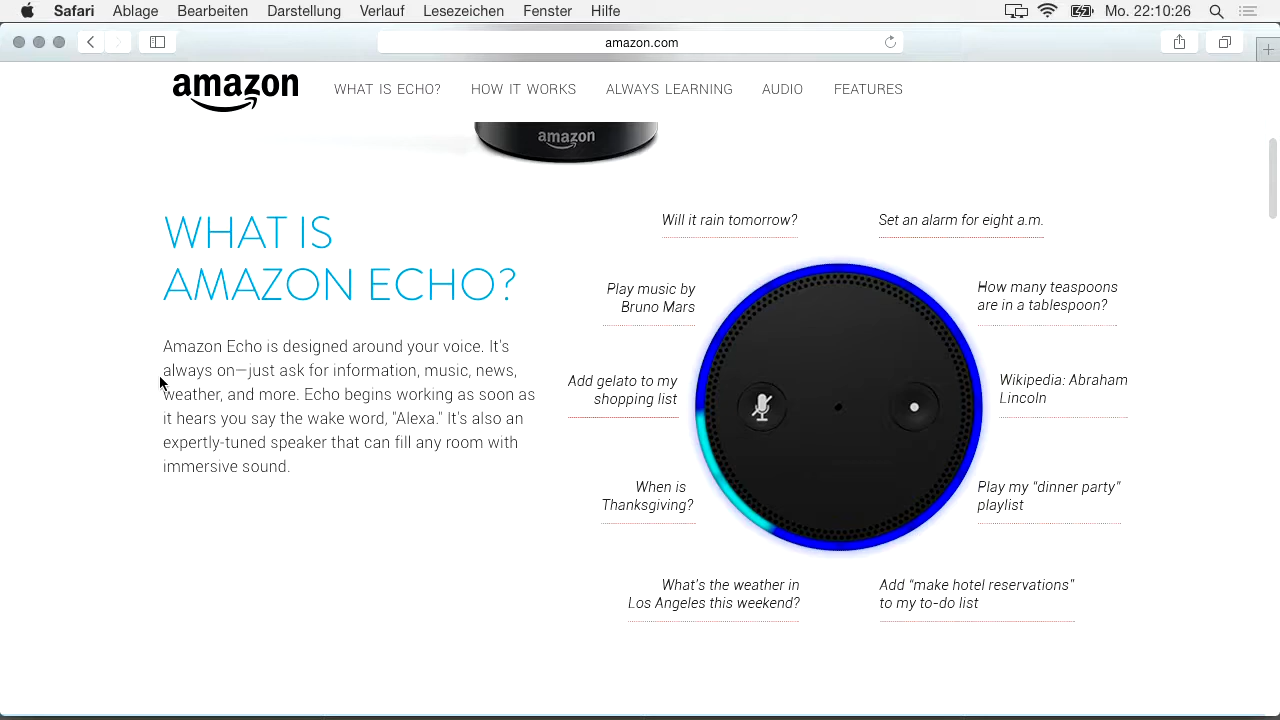 Safari Ablage Bearbeiten Darstellung Verlauf Lesezeichen Fenster Hilfe Mo. 22:10:26
amazon.com
amazon WHAT IS ECHO? HOW IT WORKS ALWAYS LEARNING AUDIO FEATURES
amazon
WHAT IS
AMAZON ECHO?
Amazon Echo is designed around your voice. It's
always on—just ask for information, music, news,
weather, and more. Echo begins working as soon as
it hears you say the wake word, "Alexa." It's also an
expertly-tuned speaker that can fill any room with
immersive sound.
Will it rain tomorrow?
Set an alarm for eight a.m.
Play music by
Bruno Mars
How many teaspoons
are in a tablespoon?
Add gelato to my
shopping list
Wikipedia: Abraham
Lincoln
When is
Thanksgiving?
Play my “dinner party”
playlist
What's the weather in
Los Angeles this weekend?
Add “make hotel reservations”
to my to-do list